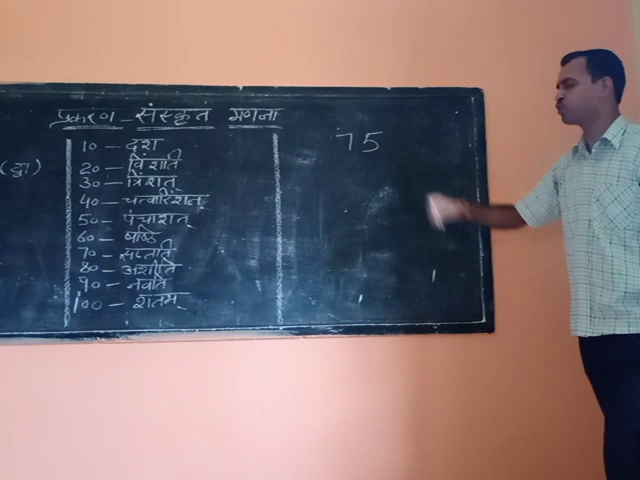 प्रकरण - संस्कृत गणना
10 - दश
(द्वा) 20 - विंशति
30 - त्रिंशत्
40 - चत्वारिंशत्
50 - पंचाशत्
60 - षष्ठि
70 - सप्तति
80 - अशीति
90 - नवति
100 - शतम्
75